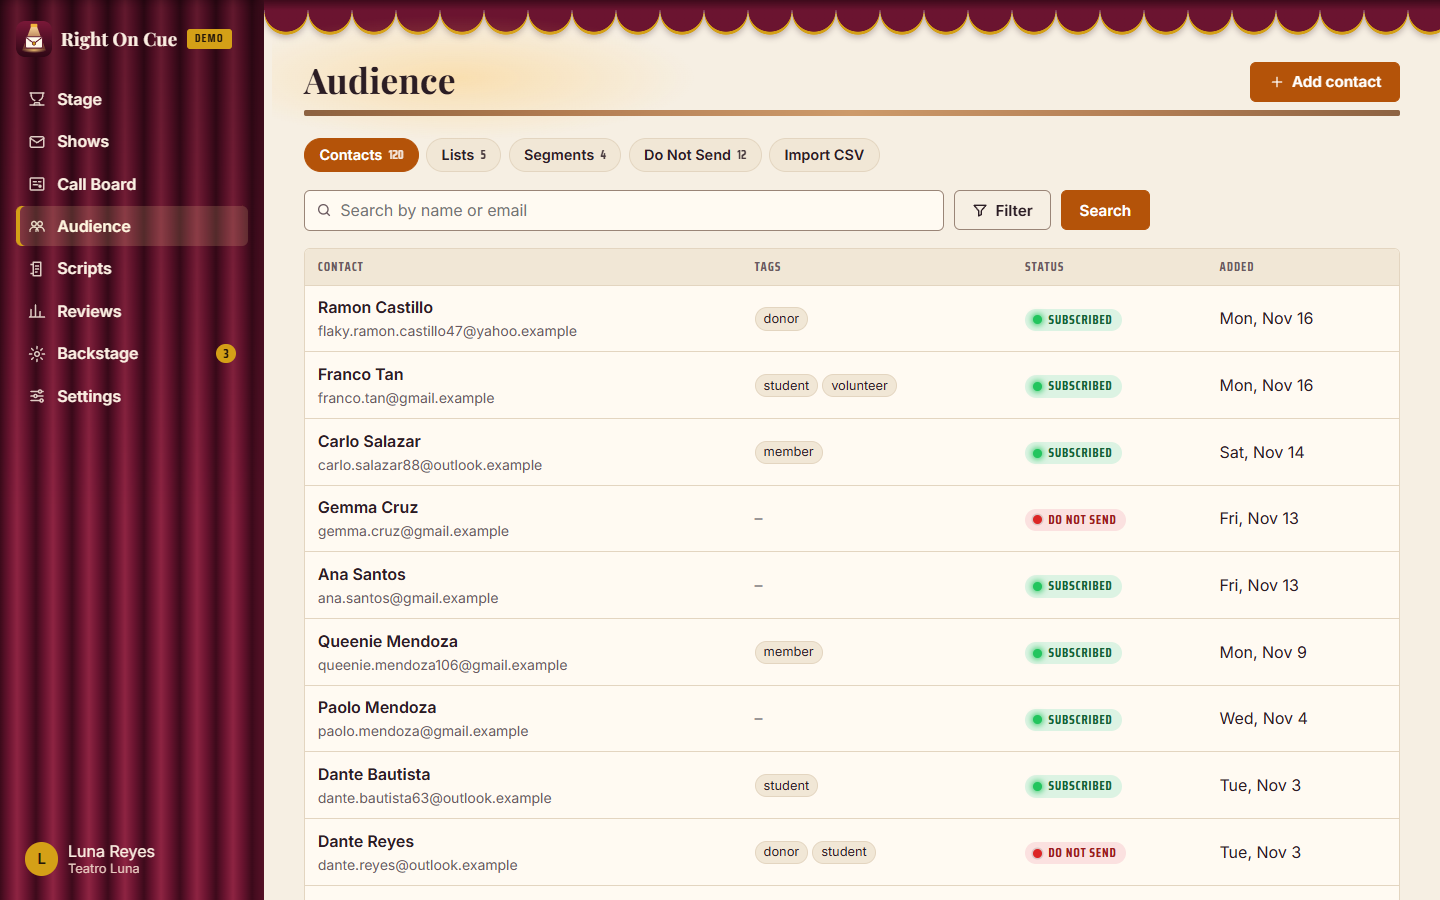 Right On Cue DEMO
Stage
Shows
Call Board
Audience
Scripts
Reviews
Backstage 3
Settings
L
Luna Reyes
Teatro Luna
Audience
+ Add contact
Contacts 120 Lists 5 Segments 4 Do Not Send 12 Import CSV
Search by name or email Filter Search
CONTACT TAGS STATUS ADDED
Ramon Castillo
flaky.ramon.castillo47@yahoo.example
donor SUBSCRIBED Mon, Nov 16
Franco Tan
franco.tan@gmail.example
student volunteer SUBSCRIBED Mon, Nov 16
Carlo Salazar
carlo.salazar88@outlook.example
member SUBSCRIBED Sat, Nov 14
Gemma Cruz
gemma.cruz@gmail.example
– DO NOT SEND Fri, Nov 13
Ana Santos
ana.santos@gmail.example
– SUBSCRIBED Fri, Nov 13
Queenie Mendoza
queenie.mendoza106@gmail.example
member SUBSCRIBED Mon, Nov 9
Paolo Mendoza
paolo.mendoza@gmail.example
– SUBSCRIBED Wed, Nov 4
Dante Bautista
dante.bautista63@outlook.example
student SUBSCRIBED Tue, Nov 3
Dante Reyes
dante.reyes@outlook.example
donor student DO NOT SEND Tue, Nov 3